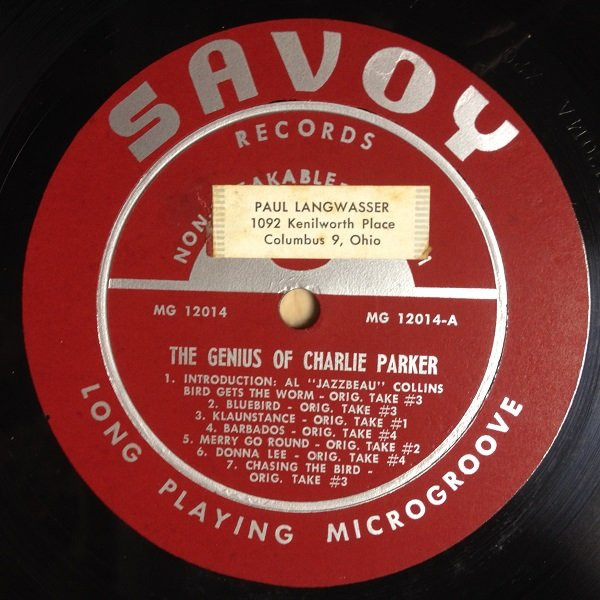 SAVOY
RECORDS
NON
AKABLE
PAUL LANGWASSER
1092 Kenilworth Place
Columbus 9, Ohio
MG 12014
MG 12014-A
THE GENIUS OF CHARLIE PARKER
1. INTRODUCTION: AL "JAZZBEAU" COLLINS
BIRD GETS THE WORM - ORIG. TAKE #3
2. BLUEBIRD - ORIG. TAKE #3
3. KLAUNSTANCE - ORIG. TAKE #1
4. BARBADOS - ORIG. TAKE #4
5. MERRY GO ROUND - ORIG. TAKE #2
6. DONNA LEE - ORIG. TAKE #4
7. CHASING THE BIRD -
ORIG. TAKE #3
LONG PLAYING MICROGROOVE